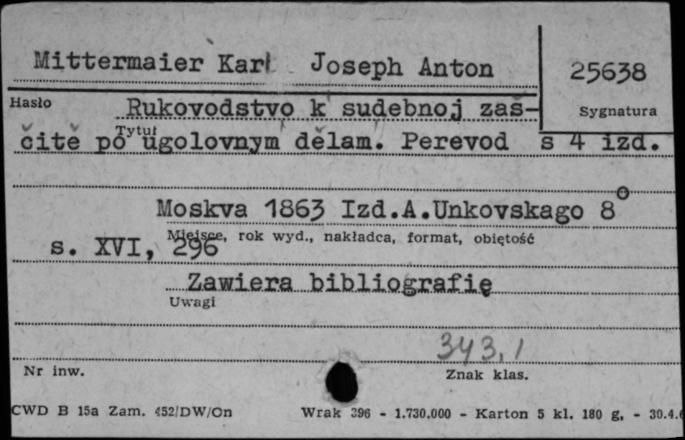 Mittermaier Karl Joseph Anton
25638
Hasło
Sygnatura
Rukovodstvo k sudebnoj zaš-
Tytuł
čitě po ugolovnym dělam. Perevod s 4 izd.
Moskva 1863 Izd.A.Unkovskago 8°
Miejsce, rok wyd., nakładca, format, objętość
s. XVI, 296
Zawiera bibliografię
Uwagi
343,1
Nr inw.
Znak klas.
CWD B 15a Zam. 452/DW/On Wrak 396 - 1.730.000 - Karton 5 kl. 180 g. - 30.4.